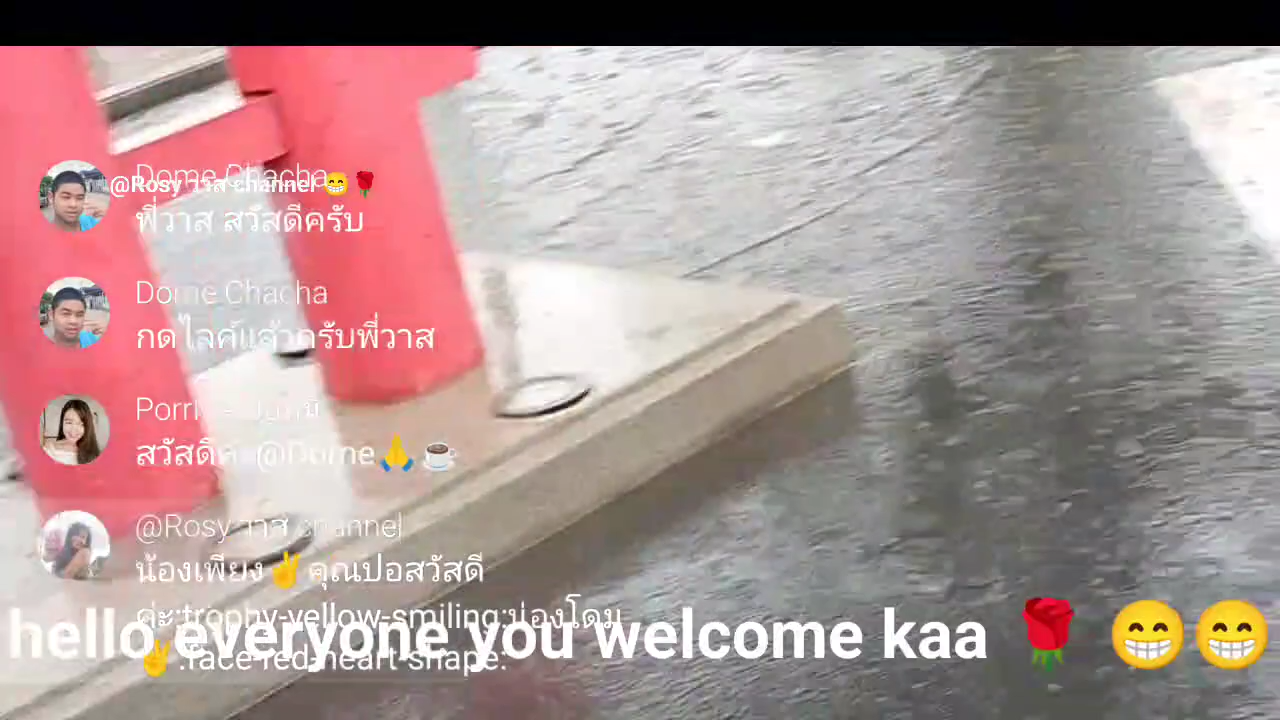 Dome Chacha
@Rosy วาส channel 😁🌹
พี่วาส สวัสดีครับ
Dome Chacha
กดไลค์แล้วครับพี่วาส
สวัสดีค่ะ @Dome🙏☕
@Rosy วาส channel
น้องเพียง✌️คุณปอสวัสดี
ค่ะ:trophy-yellow-smiling:น้องโดม
✌️:face-red-heart-shape:
hello everyone you welcome kaa 🌹 😁😁